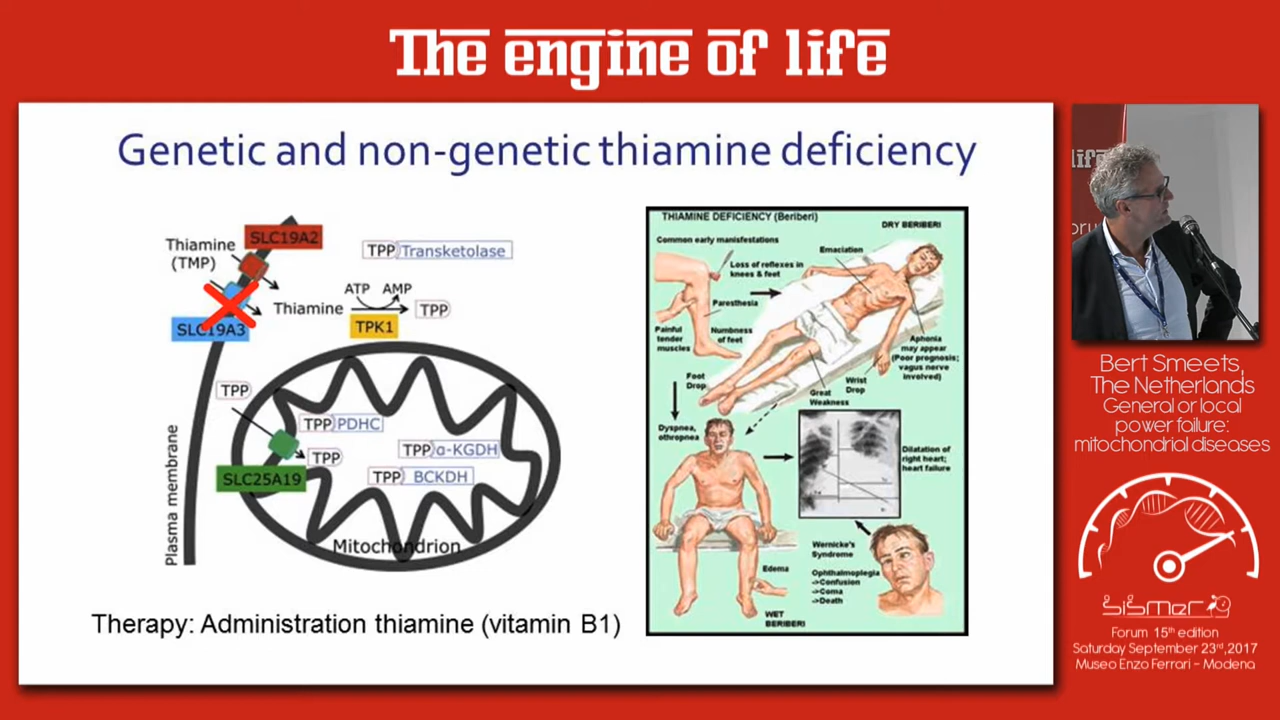 The engine of life
Genetic and non-genetic thiamine deficiency
Thiamine
(TMP)
SLC19A2
SLC19A3
TPP Transketolase
ATP AMP
Thiamine
TPP
TPK1
TPP
TPP PDHC
TPP
TPP α-KGDH
TPP BCKDH
SLC25A19
Mitochondrion
Plasma membrane
Therapy: Administration thiamine (vitamin B1)
THIAMINE DEFICIENCY (Beriberi)
DRY BERIBERI
Common early manisfestations
Emaciation
Loss of reflexes in
knees & feet
Paresthesia
Painful
tender
muscles
Numbness
of feet
Aphonia
may appear
(Poor prognosis;
vagus nerve
involved)
Foot
Drop
Wrist
Drop
Great
Weakness
Dyspnea,
othropnea
Dilatation of
right heart;
heart failure
Wernicke's
Syndrome
Ophthalmoplegia
->Confusion
->Coma
->Death
Edema
WET
BERIBERI
Bert Smeets,
The Netherlands
General or local
power failure:
mitochondrial diseases
SISMER
Forum 15th edition
Saturday September 23rd,2017
Museo Enzo Ferrari - Modena